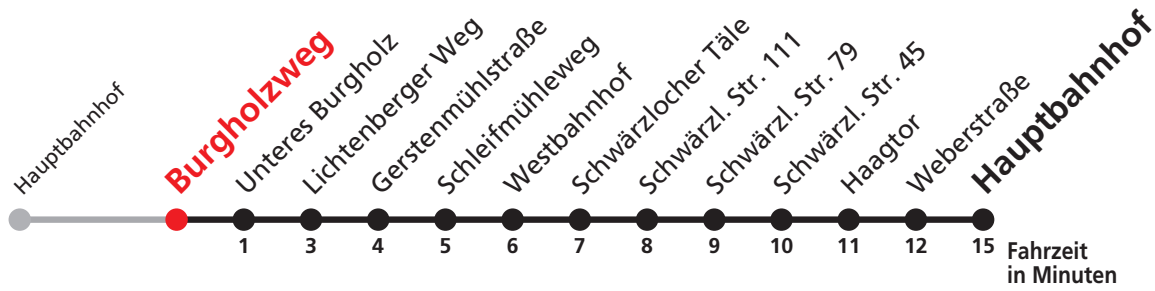 Hauptbahnhof
Burgholzweg
Unteres Burgholz
Lichtenberger Weg
Gerstenmühlstraße
Schleifmühleweg
Westbahnhof
Schwärzlocher Täle
Schwärzl. Str. 111
Schwärzl. Str. 79
Schwärzl. Str. 45
Haagtor
Weberstraße
Hauptbahnhof
1 3 4 5 6 7 8 9 10 11 12 15
Fahrzeit
in Minuten